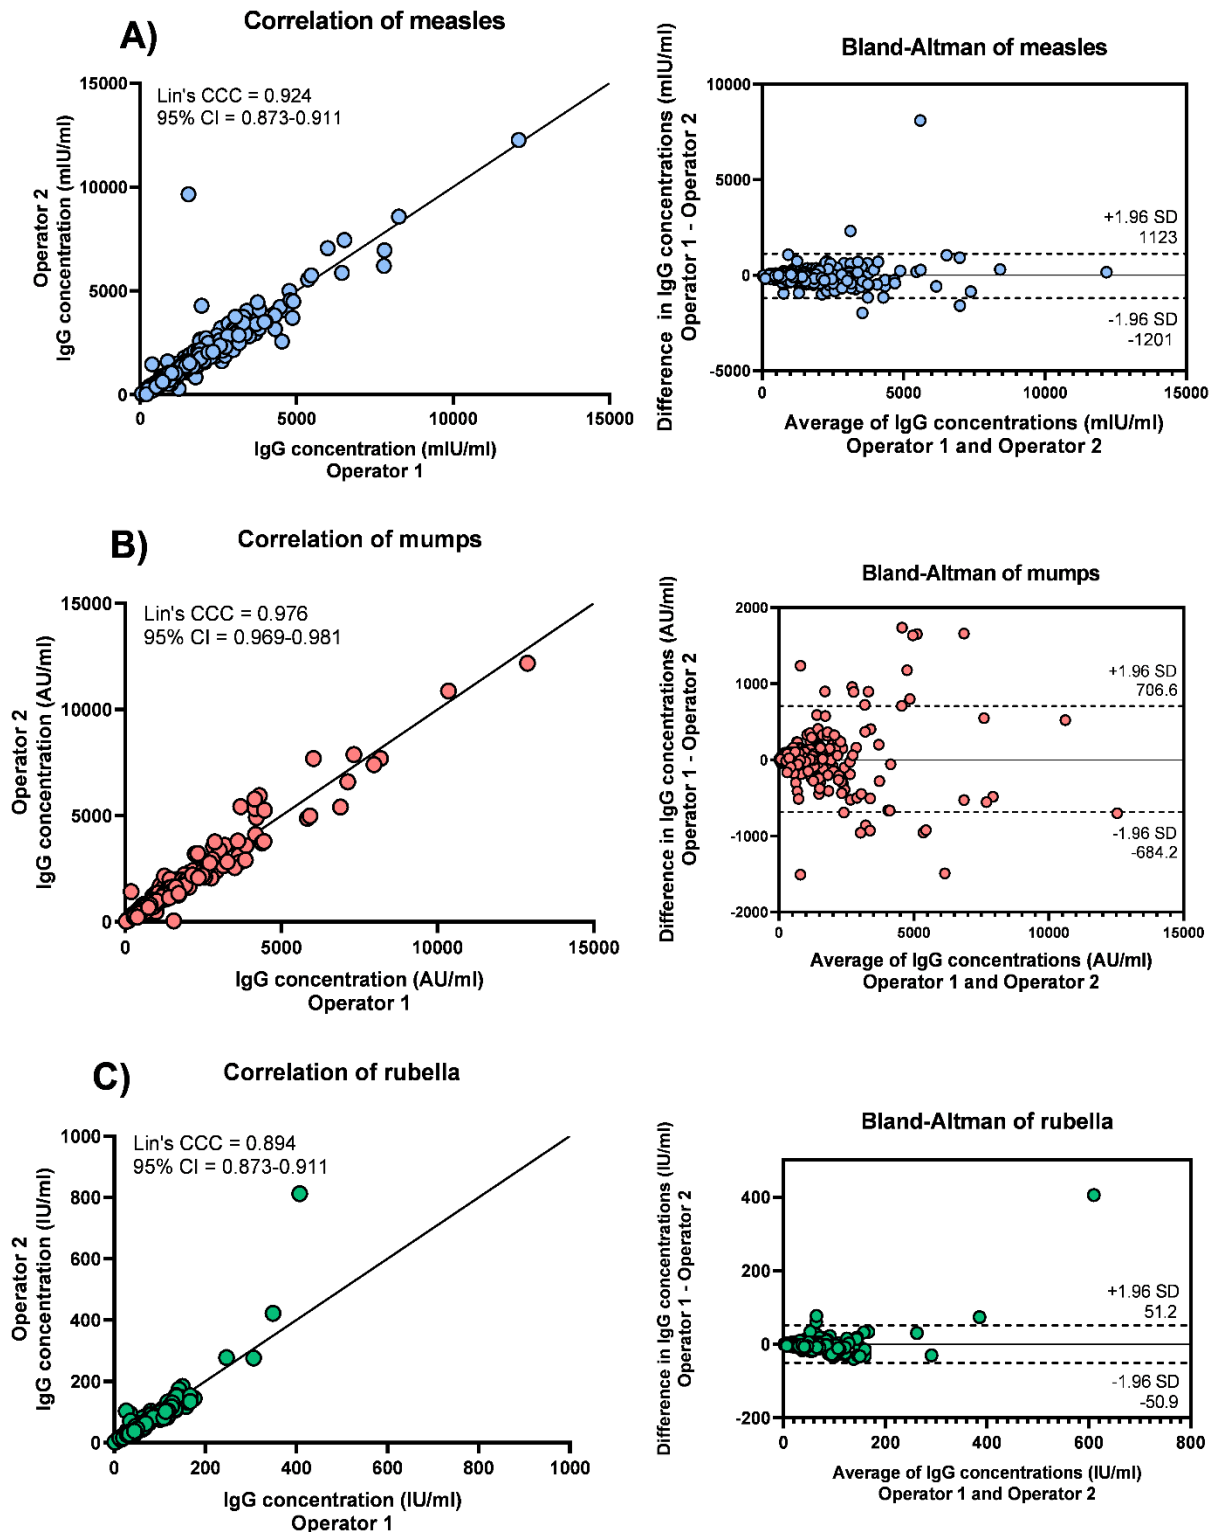 A)
Correlation of measles
Lin's CCC = 0.924
95% CI = 0.873-0.911
15000
10000
5000
0
Operator 2
IgG concentration (mIU/ml)
0 5000 10000 15000
IgG concentration (mIU/ml)
Operator 1
Bland-Altman of measles
10000
5000
0
-5000
Difference in IgG concentrations (mIU/ml)
Operator 1 - Operator 2
+1.96 SD
1123
-1.96 SD
-1201
0 5000 10000 15000
Average of IgG concentrations (mIU/ml)
Operator 1 and Operator 2
B)
Correlation of mumps
Lin's CCC = 0.976
95% CI = 0.969-0.981
15000
10000
5000
0
Operator 2
IgG concentration (AU/ml)
0 5000 10000 15000
IgG concentration (AU/ml)
Operator 1
Bland-Altman of mumps
2000
1000
0
-1000
-2000
Difference in IgG concentrations (AU/ml)
Operator 1 - Operator 2
+1.96 SD
706.6
-1.96 SD
-684.2
0 5000 10000 15000
Average of IgG concentrations (AU/ml)
Operator 1 and Operator 2
C)
Correlation of rubella
Lin's CCC = 0.894
95% CI = 0.873-0.911
1000
800
600
400
200
0
Operator 2
IgG concentration (IU/ml)
0 200 400 600 800 1000
IgG concentration (IU/ml)
Operator 1
Bland-Altman of rubella
400
200
0
-200
Difference in IgG concentrations (IU/ml)
Operator 1 - Operator 2
+1.96 SD
51.2
-1.96 SD
-50.9
0 200 400 600 800
Average of IgG concentrations (IU/ml)
Operator 1 and Operator 2